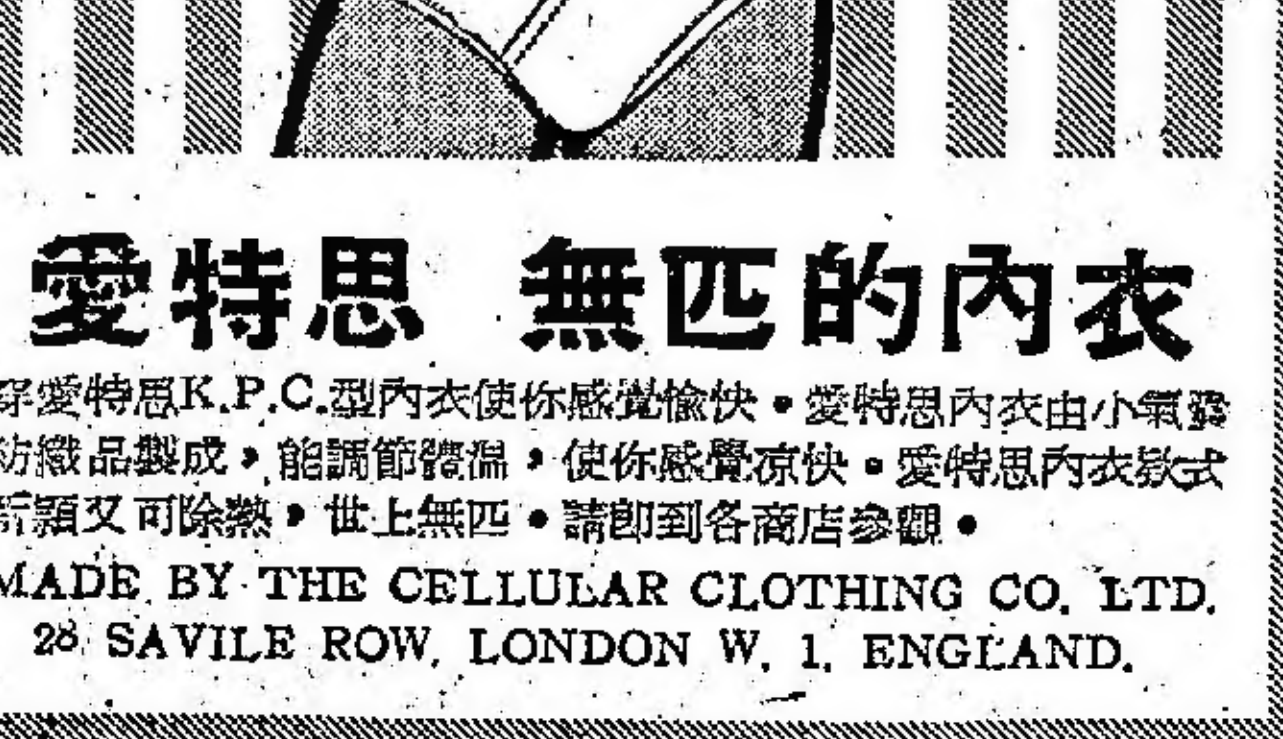 愛特思 無匹的內衣
穿愛特思K.P.C.型內衣使你感覺愉快。愛特思內衣由小氣
紡織品製成，能調節體溫，使你感覺凉快。愛特思內衣欵式
新穎又可除熱，世上無匹。請卽到各商店參觀。
MADE BY THE CELLULAR CLOTHING CO. LTD.
28, SAVILE ROW, LONDON W. 1, ENGLAND.